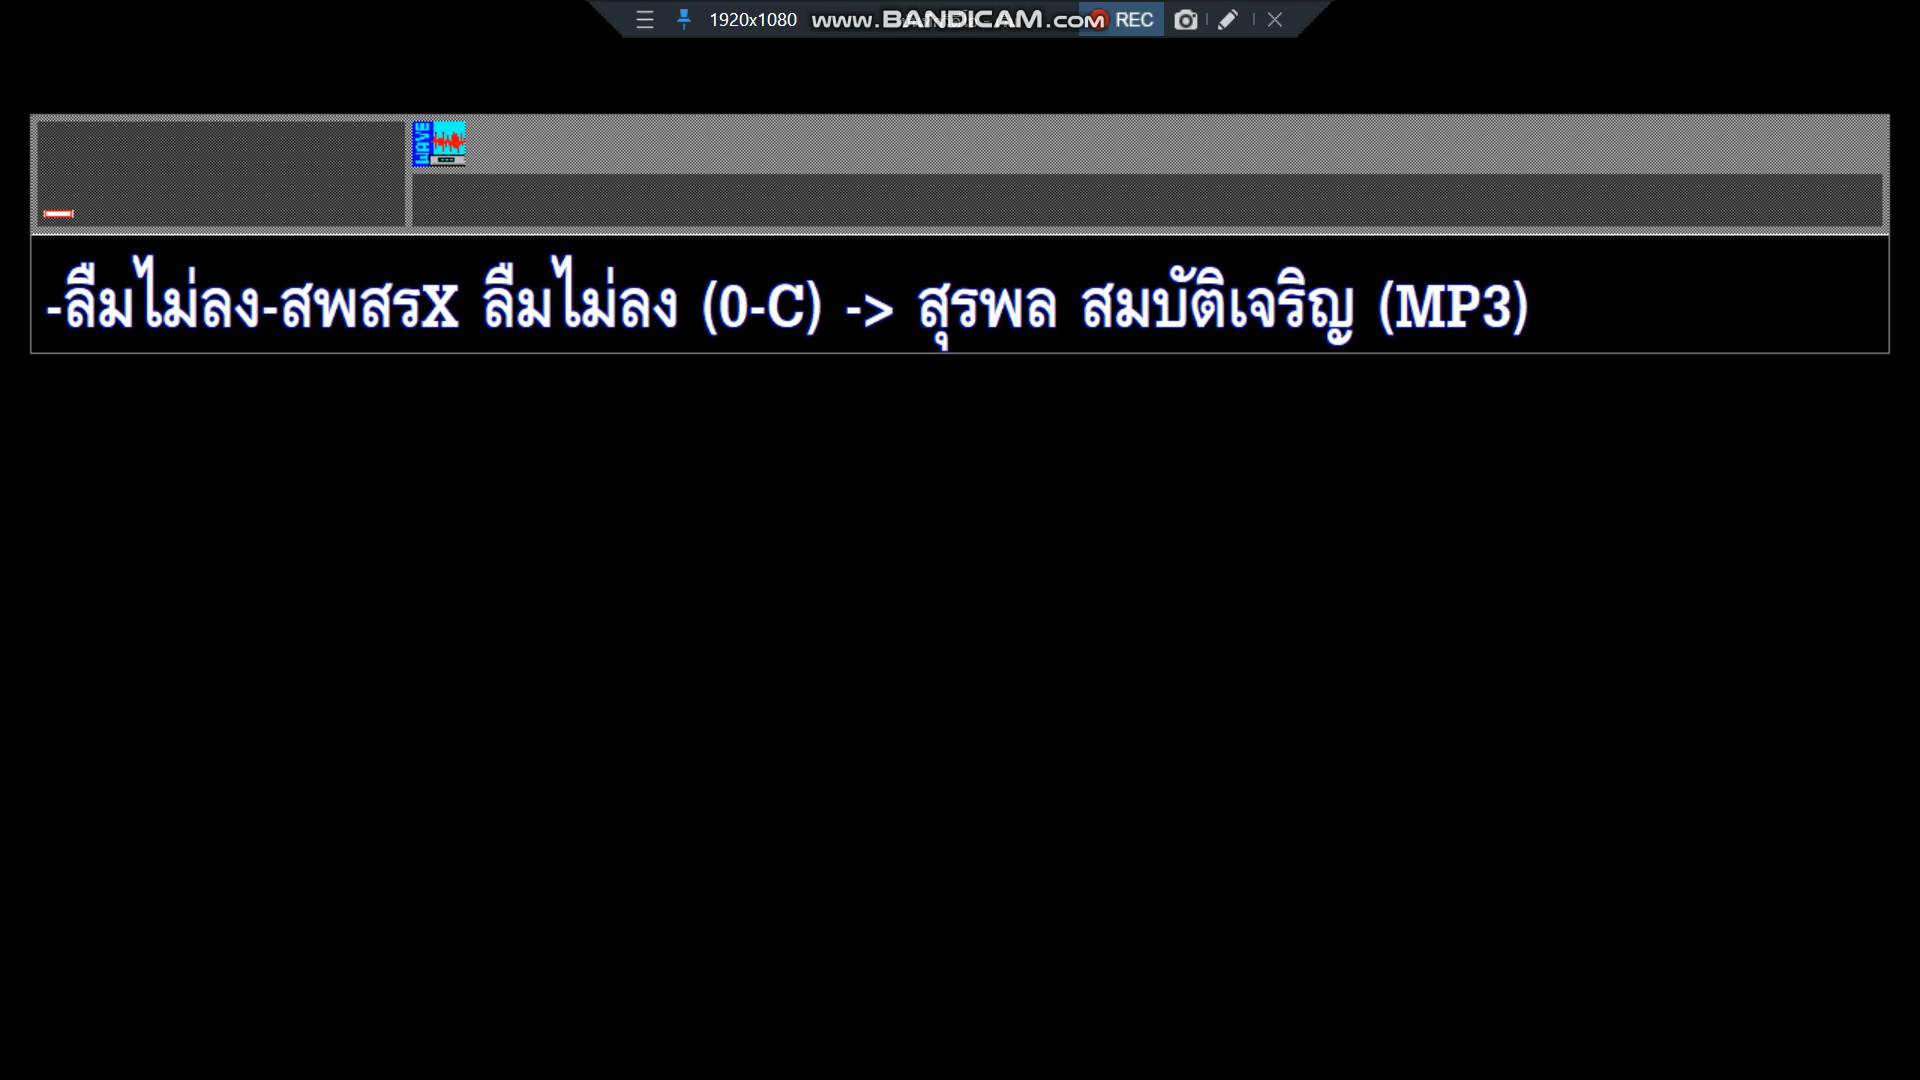 1920x1080 www.BANDICAM.com REC
WAVE
-ลืมไม่ลง-สพสรX ลืมไม่ลง (0-C) -> สุรพล สมบัติเจริญ (MP3)